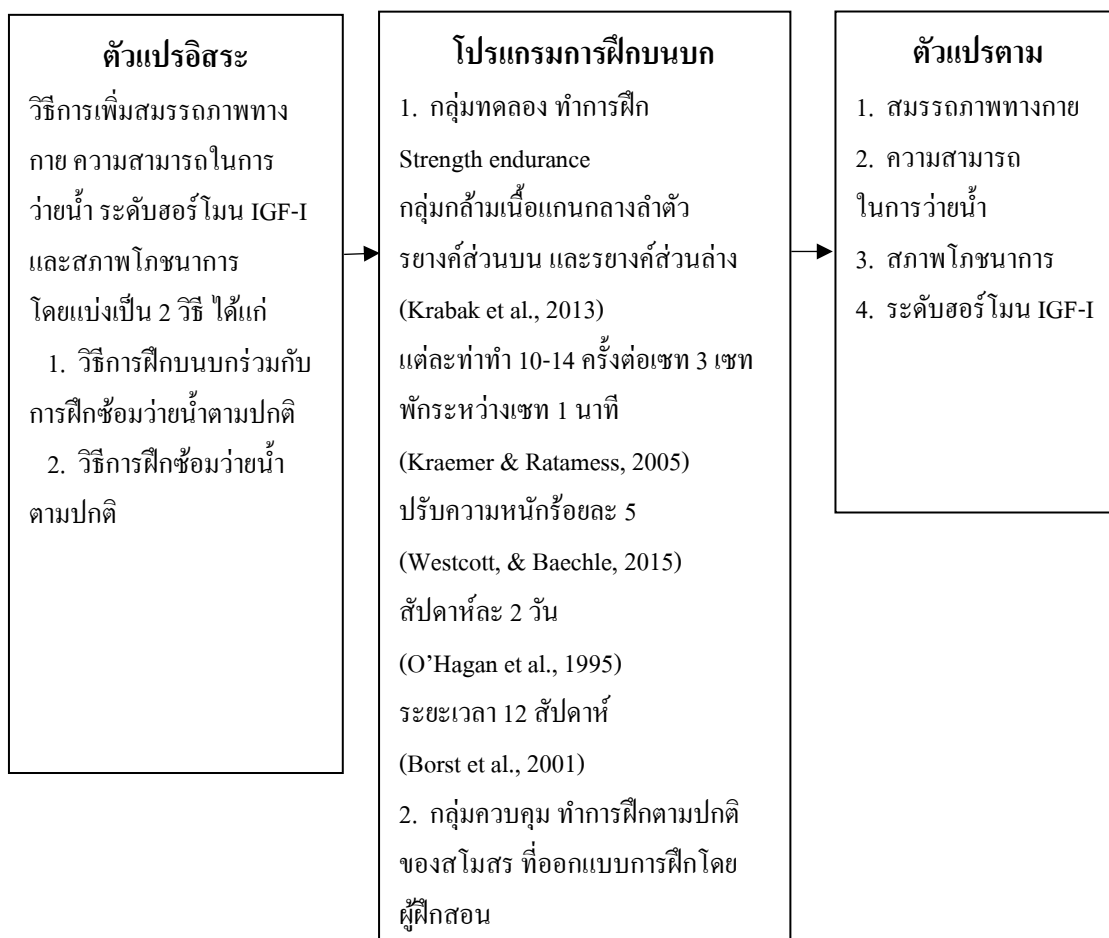 ตัวแปรอิสระ
วิธีการเพิ่มสมรรถภาพทาง
กาย ความสามารถในการ
ว่ายน้ำ ระดับฮอร์โมน IGF-I
และสภาพโภชนาการ
โดยแบ่งเป็น 2 วิธี ได้แก่
1. วิธีการฝึกบนบกร่วมกับ
การฝึกซ้อมว่ายน้ำตามปกติ
2. วิธีการฝึกซ้อมว่ายน้ำ
ตามปกติ
โปรแกรมการฝึกบนบก
1. กลุ่มทดลอง ทำการฝึก
Strength endurance
กลุ่มกล้ามเนื้อแกนกลางลำตัว
รยางค์ส่วนบน และรยางค์ส่วนล่าง
(Krabak et al., 2013)
แต่ละท่าทำ 10-14 ครั้งต่อเซท 3 เซท
พักระหว่างเซท 1 นาที
(Kraemer & Ratamess, 2005)
ปรับความหนักร้อยละ 5
(Westcott, & Baechle, 2015)
สัปดาห์ละ 2 วัน
(O’Hagan et al., 1995)
ระยะเวลา 12 สัปดาห์
(Borst et al., 2001)
2. กลุ่มควบคุม ทำการฝึกตามปกติ
ของสโมสร ที่ออกแบบการฝึกโดย
ผู้ฝึกสอน
ตัวแปรตาม
1. สมรรถภาพทางกาย
2. ความสามารถ
ในการว่ายน้ำ
3. สภาพโภชนาการ
4. ระดับฮอร์โมน IGF-I